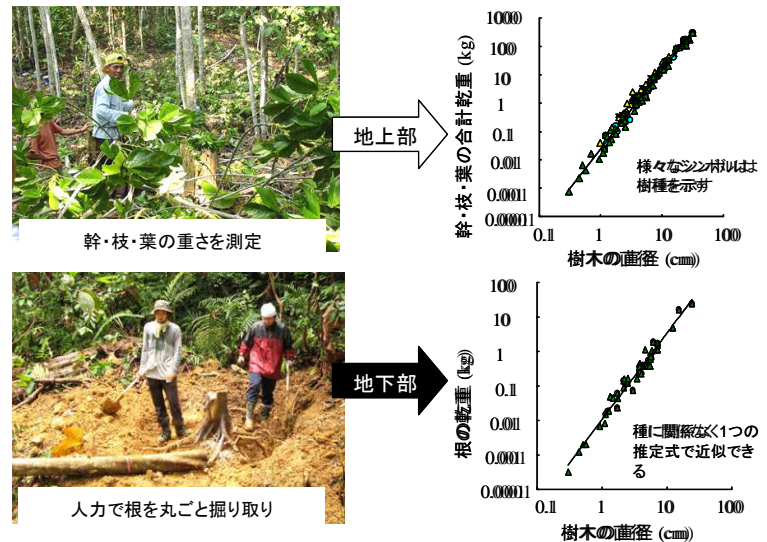 幹・枝・葉の重さを測定
地上部
幹・枝・葉の合計乾重 (kg)
1000
100
10
1
0.1
0.01
0.001
0.0001
様々なシンボルは
樹種を示す
0.1 1 10 100
樹木の直径 (cm)
人力で根を丸ごと掘り取り
地下部
根の乾重 (kg)
100
10
1
0.1
0.01
0.001
0.0001
種に関係なく1つの
推定式で近似でき
る
0.1 1 10 100
樹木の直径 (cm)